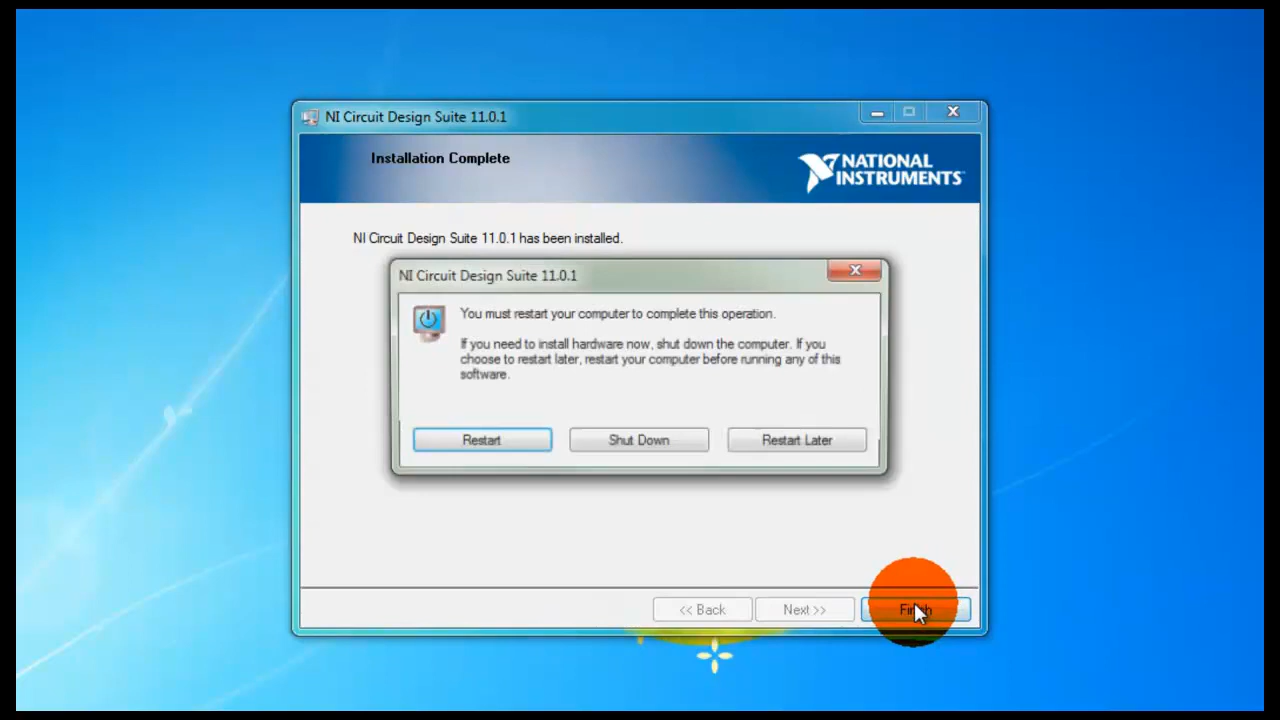 NI Circuit Design Suite 11.0.1
Installation Complete
NATIONAL
INSTRUMENTS
NI Circuit Design Suite 11.0.1 has been installed.
NI Circuit Design Suite 11.0.1
You must restart your computer to complete this operation.
If you need to install hardware now, shut down the computer. If you
choose to restart later, restart your computer before running any of this
software.
Restart
Shut Down
Restart Later
<< Back
Next >>
Finish